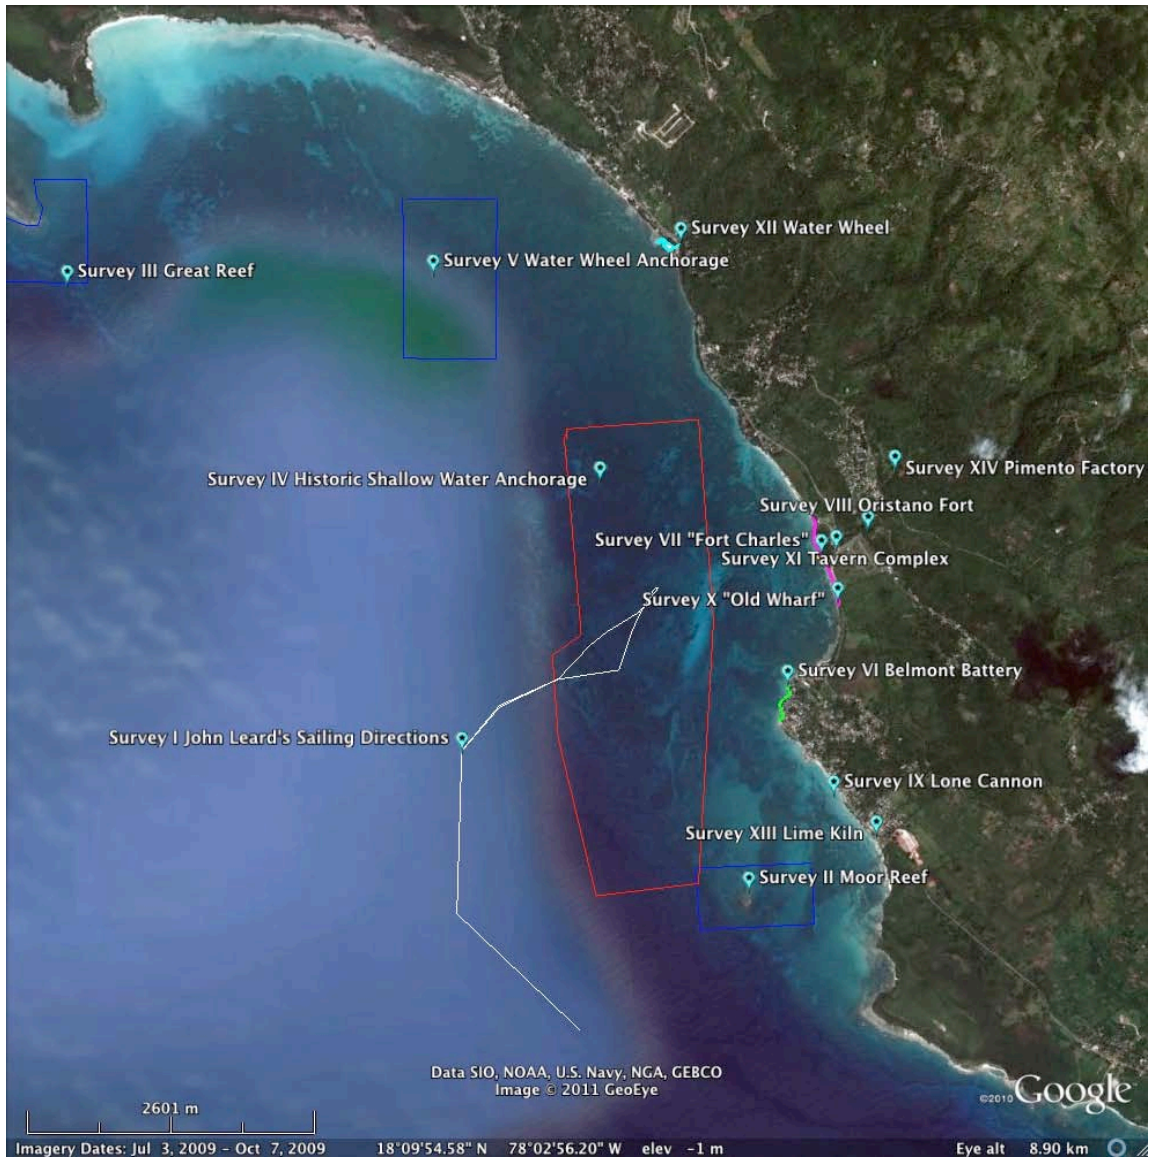 Survey XII Water Wheel
Survey V Water Wheel Anchorage
Survey III Great Reef
Survey XIV Pimento Factory
Survey IV Historic Shallow Water Anchorage
Survey VIII Oristano Fort
Survey VII "Fort Charles"
Survey XI Tavern Complex
Survey X "Old Wharf"
Survey VI Belmont Battery
Survey I John Leard's Sailing Directions
Survey IX Lone Cannon
Survey XIII Lime Kiln
Survey II Moor Reef
Data SIO, NOAA, U.S. Navy, NGA, GEBCO
Image © 2011 GeoEye
©2010 Google
2601 m
Imagery Dates: Jul 3, 2009 - Oct 7, 2009 18°09'54.58" N 78°02'56.20" W elev -1 m Eye alt 8.90 km